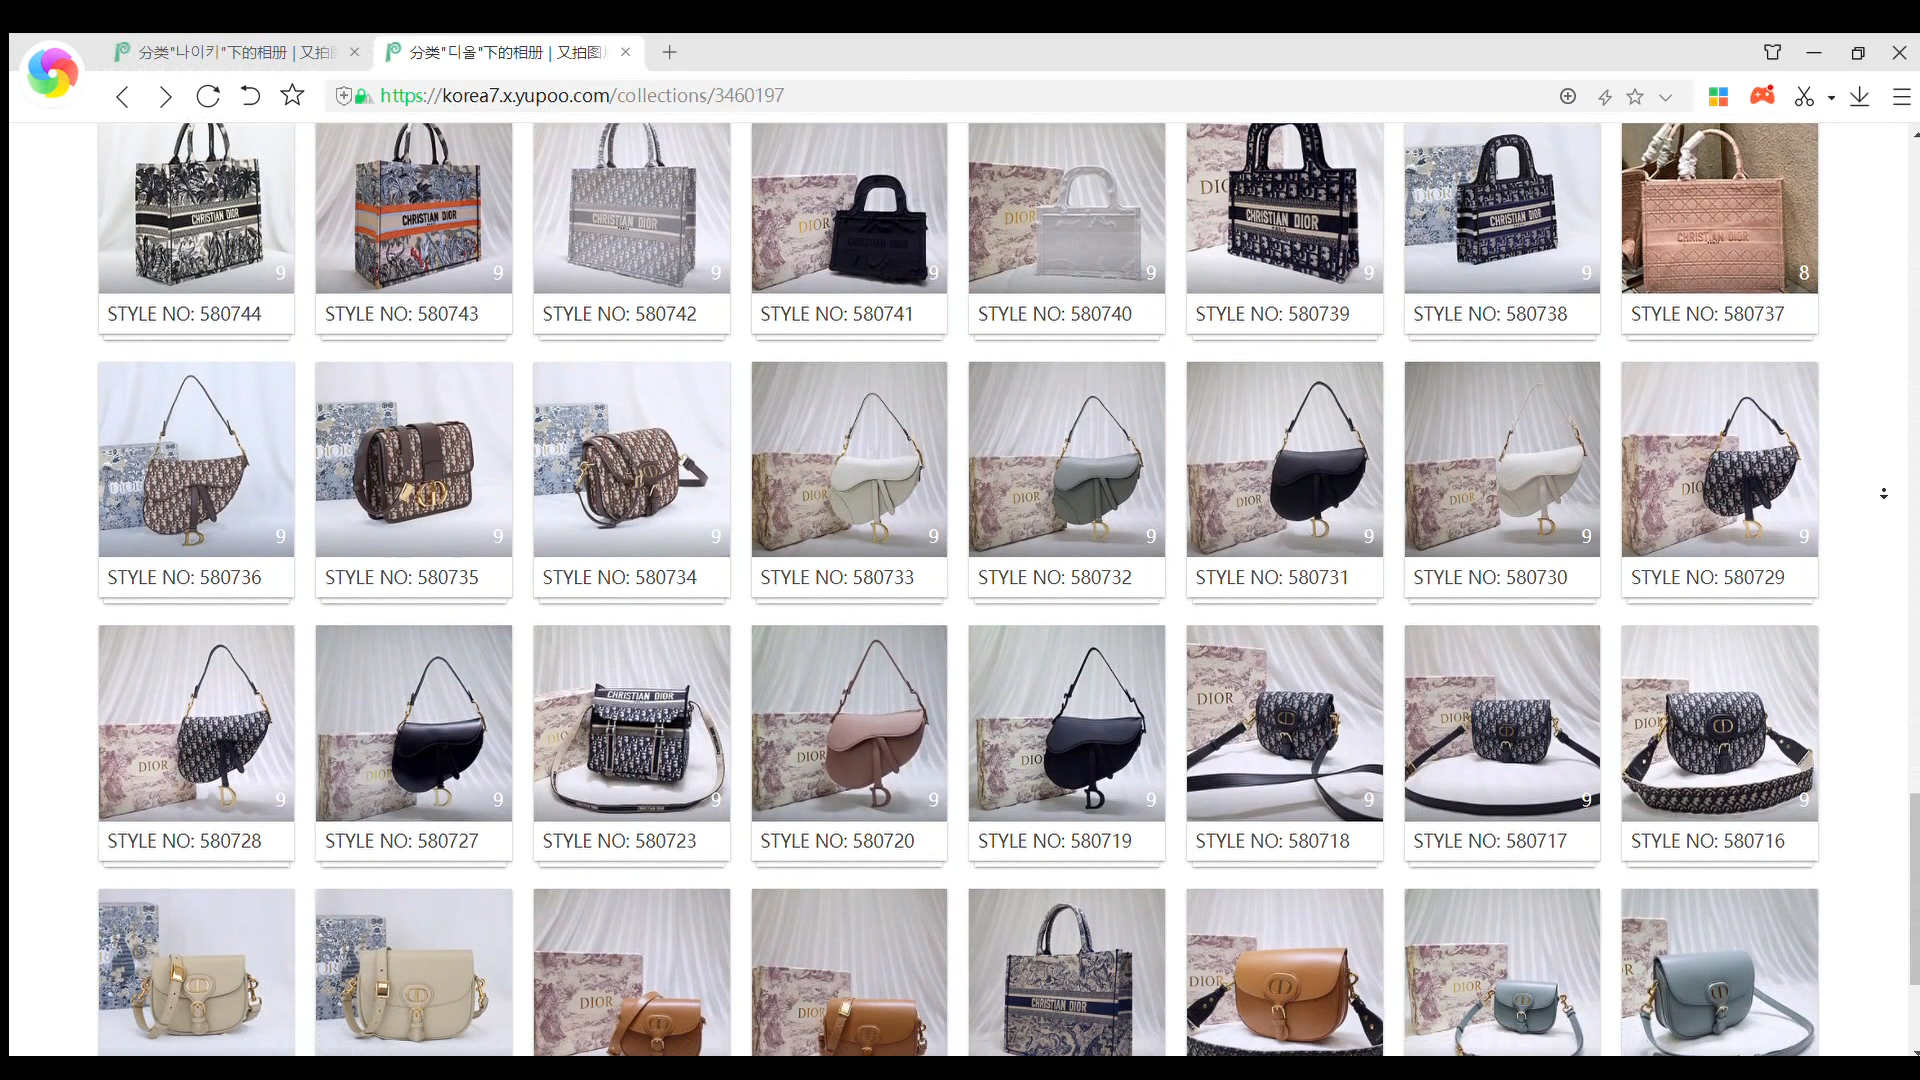 分类"나이키"下的相册 | 又拍
分类"디올"下的相册 | 又拍图
https://korea7.x.yupoo.com/collections/3460197
CHRISTIAN DIOR
9
CHRISTIAN DIOR
9
CHRISTIAN DIOR
9
DIOR
9
DIOR
9
CHRISTIAN DIOR
9
DIOR
CHRISTIAN DIOR
9
CHRISTIAN DIOR
8
STYLE NO: 580744
STYLE NO: 580743
STYLE NO: 580742
STYLE NO: 580741
STYLE NO: 580740
STYLE NO: 580739
STYLE NO: 580738
STYLE NO: 580737
9
DIOR
9
DIOR
9
DIOR
9
DIOR
9
DIOR
9
DIOR
9
9
STYLE NO: 580736
STYLE NO: 580735
STYLE NO: 580734
STYLE NO: 580733
STYLE NO: 580732
STYLE NO: 580731
STYLE NO: 580730
STYLE NO: 580729
DIOR
9
9
CHRISTIAN DIOR
9
DIOR
9
9
DIOR
9
DIOR
9
9
STYLE NO: 580728
STYLE NO: 580727
STYLE NO: 580723
STYLE NO: 580720
STYLE NO: 580719
STYLE NO: 580718
STYLE NO: 580717
STYLE NO: 580716
DIOR
DIOR
CHRISTIAN DIOR
DIOR
DIOR